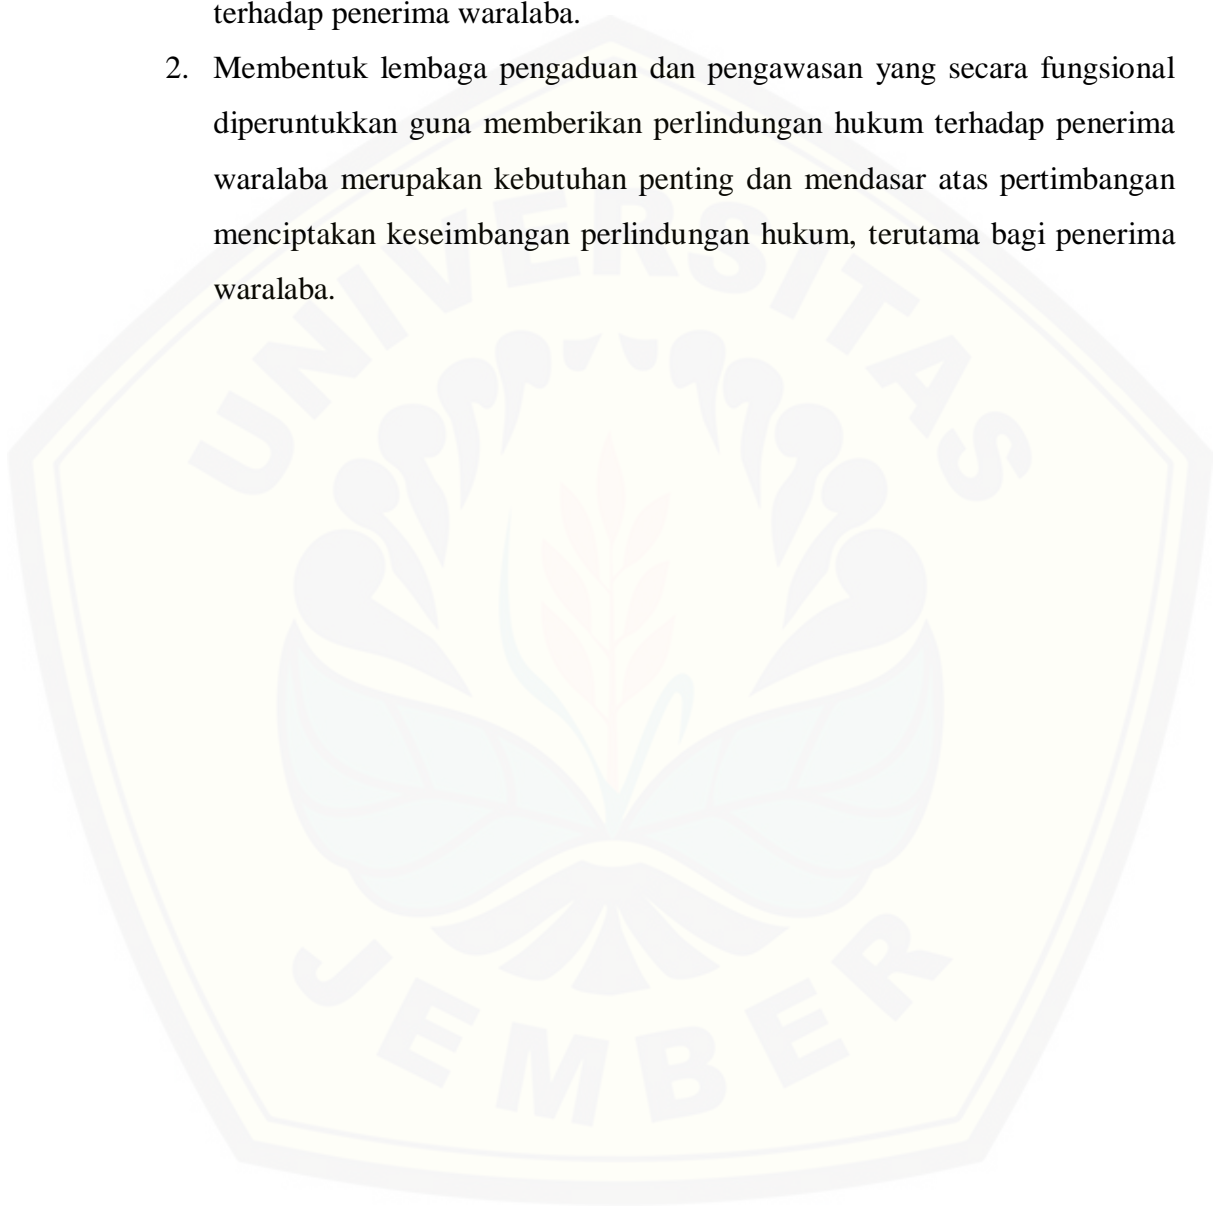 terhadap penerima waralaba.
2. Membentuk lembaga pengaduan dan pengawasan yang secara fungsional
diperuntukkan guna memberikan perlindungan hukum terhadap penerima
waralaba merupakan kebutuhan penting dan mendasar atas pertimbangan
menciptakan keseimbangan perlindungan hukum, terutama bagi penerima
waralaba.
UNIVERSITAS
JEMBER